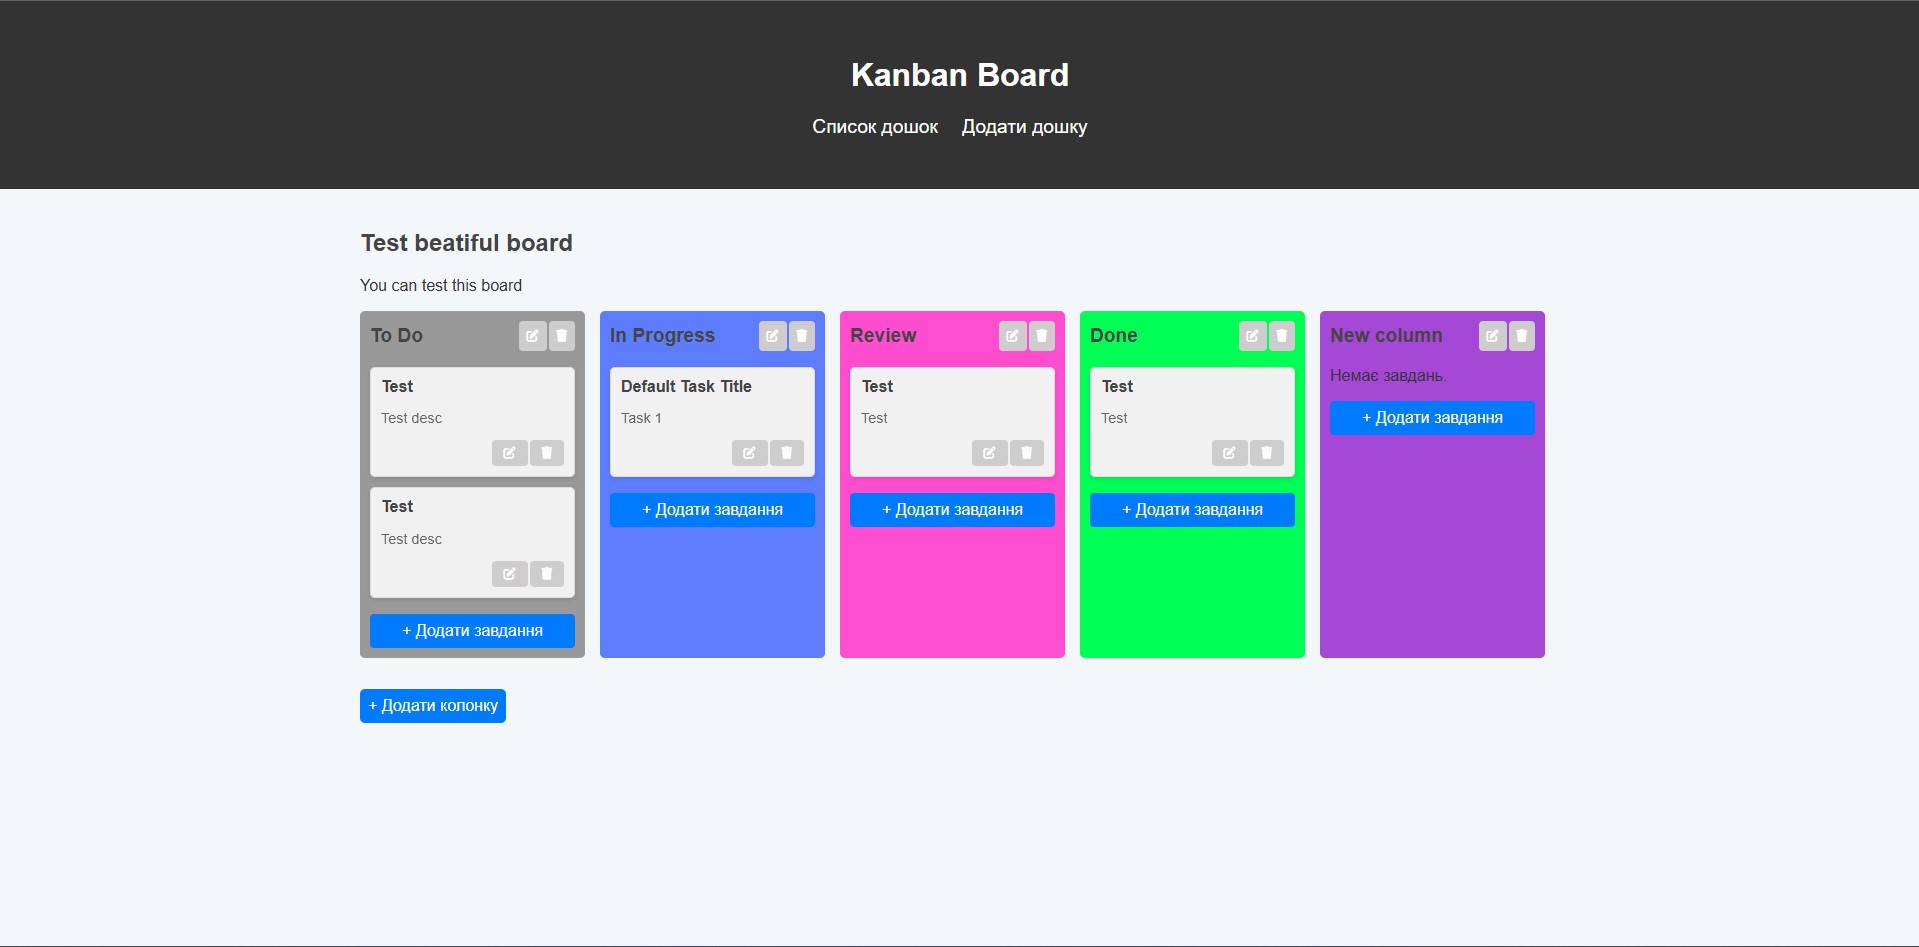 Kanban Board
Список дошок Додати дошку
Test beatiful board
You can test this board
To Do
Test
Test desc
Test
Test desc
+ Додати завдання
In Progress
Default Task Title
Task 1
+ Додати завдання
Review
Test
Test
+ Додати завдання
Done
Test
Test
+ Додати завдання
New column
Немає завдань.
+ Додати завдання
+ Додати колонку